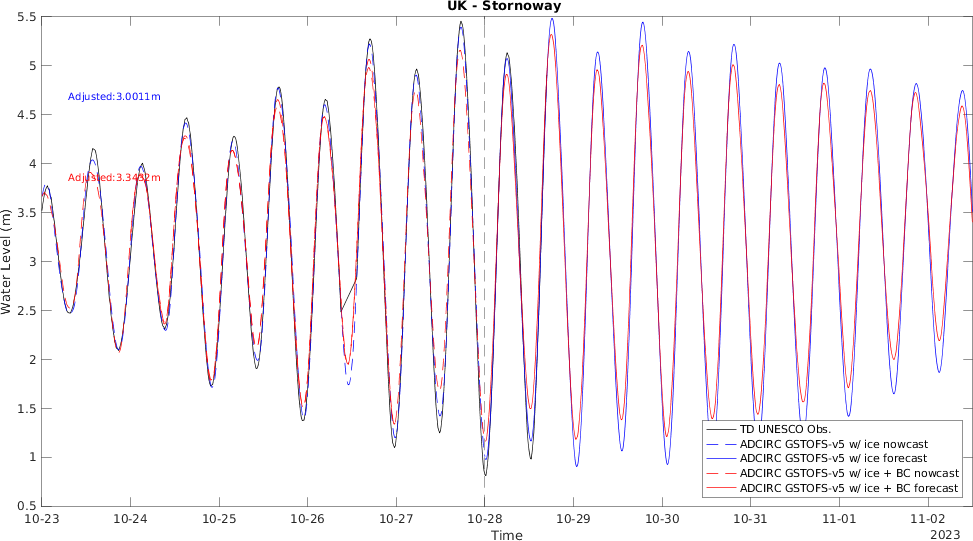 UK - Stornoway
5.5
5
4.5
4
3.5
3
2.5
2
1.5
1
0.5
Water Level (m)
Adjusted:3.0011m
Adjusted:3.3432m
TD UNESCO Obs.
ADCIRC GSTOFS-v5 w/ ice nowcast
ADCIRC GSTOFS-v5 w/ ice forecast
ADCIRC GSTOFS-v5 w/ ice + BC nowcast
ADCIRC GSTOFS-v5 w/ ice + BC forecast
10-23 10-24 10-25 10-26 10-27 10-28 10-29 10-30 10-31 11-01 11-02
Time
2023